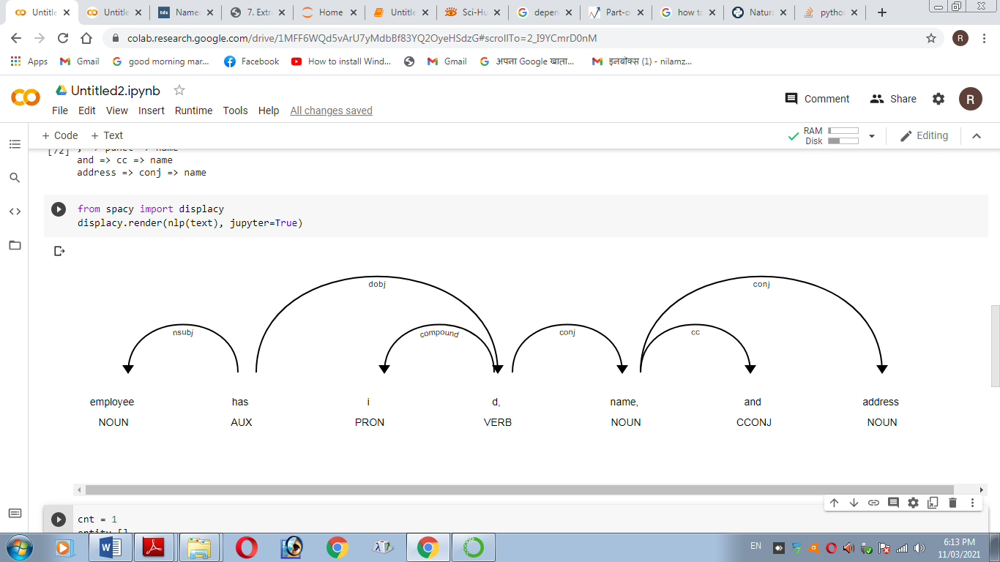 Untitle
Untitle
tds
Name
7. Extra
Home
Untitle
Sci-Hu
depen
Part-o
how to
Natura
python
colab.research.google.com/drive/1MFF6WQd5vArU7yMdbBf83YQ2OyeHSdzG#scrollTo=2_I9YCmrD0nM
R
Apps
Gmail
good morning mar...
Facebook
How to install Wind...
Gmail
अपना Google खाता...
इनबॉक्स (1) - nilamz...
Untitled2.ipynb
Comment
Share
R
File Edit View Insert Runtime Tools Help All changes saved
+ Code + Text
RAM
Disk
Editing
[72] , => punct => name
and => cc => name
address => conj => name
from spacy import displacy
displacy.render(nlp(text), jupyter=True)
dobj conj
nsubj compound conj cc
employee has i d, name, and address
NOUN AUX PRON VERB NOUN CCONJ NOUN
cnt = 1
entity []
EN
6:13 PM
11/03/2021